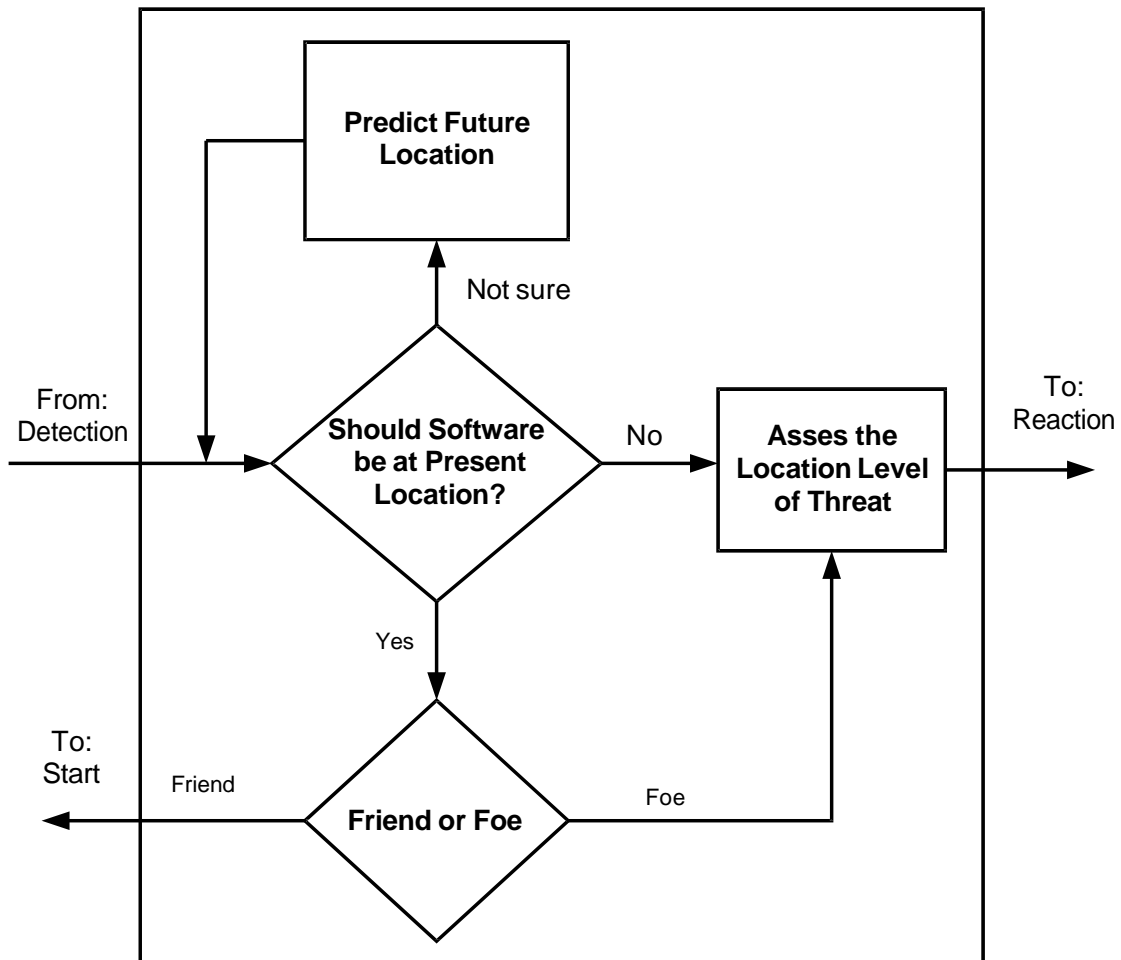 Predict Future
Location
Not sure
From:
Detection
Should Software
be at Present
Location?
No
Asses the
Location Level
of Threat
To:
Reaction
Yes
To:
Start
Friend
Friend or Foe
Foe